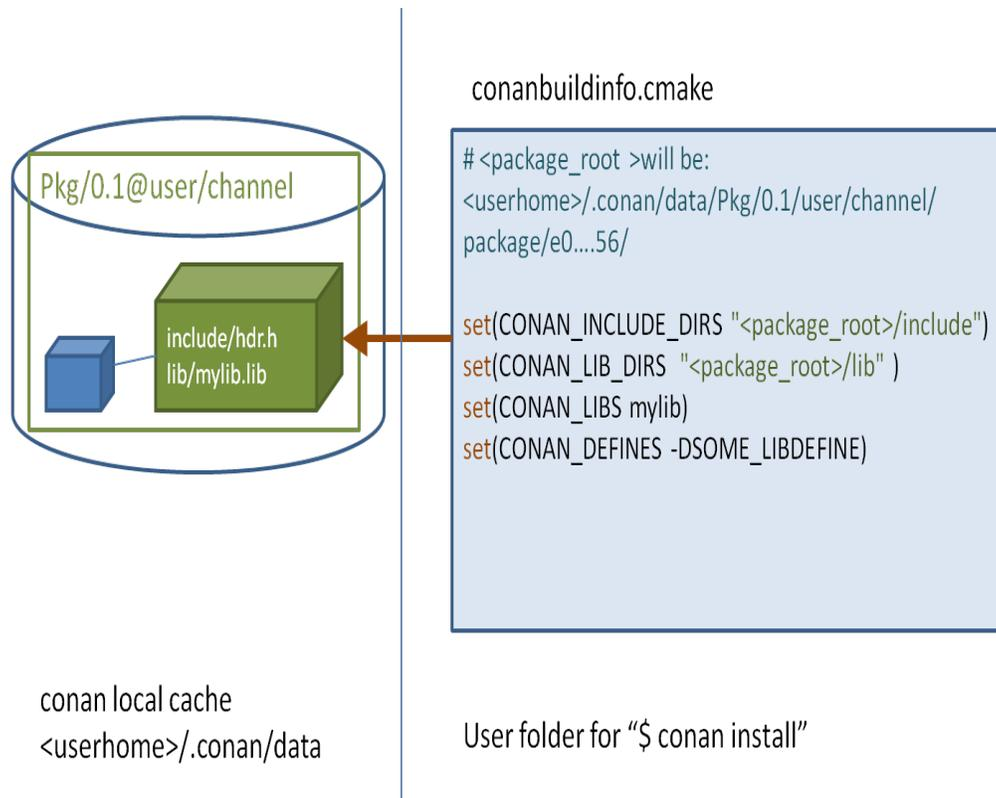 Pkg/0.1@user/channel
include/hdr.h
lib/mylib.lib
conan local cache
<userhome>/.conan/data
conanbuildinfo.cmake
# <package_root >will be:
<userhome>/.conan/data/Pkg/0.1/user/channel/
package/e0....56/
set(CONAN_INCLUDE_DIRS "<package_root>/include")
set(CONAN_LIB_DIRS "<package_root>/lib" )
set(CONAN_LIBS mylib)
set(CONAN_DEFINES -DSOME_LIBDEFINE)
User folder for “$ conan install”